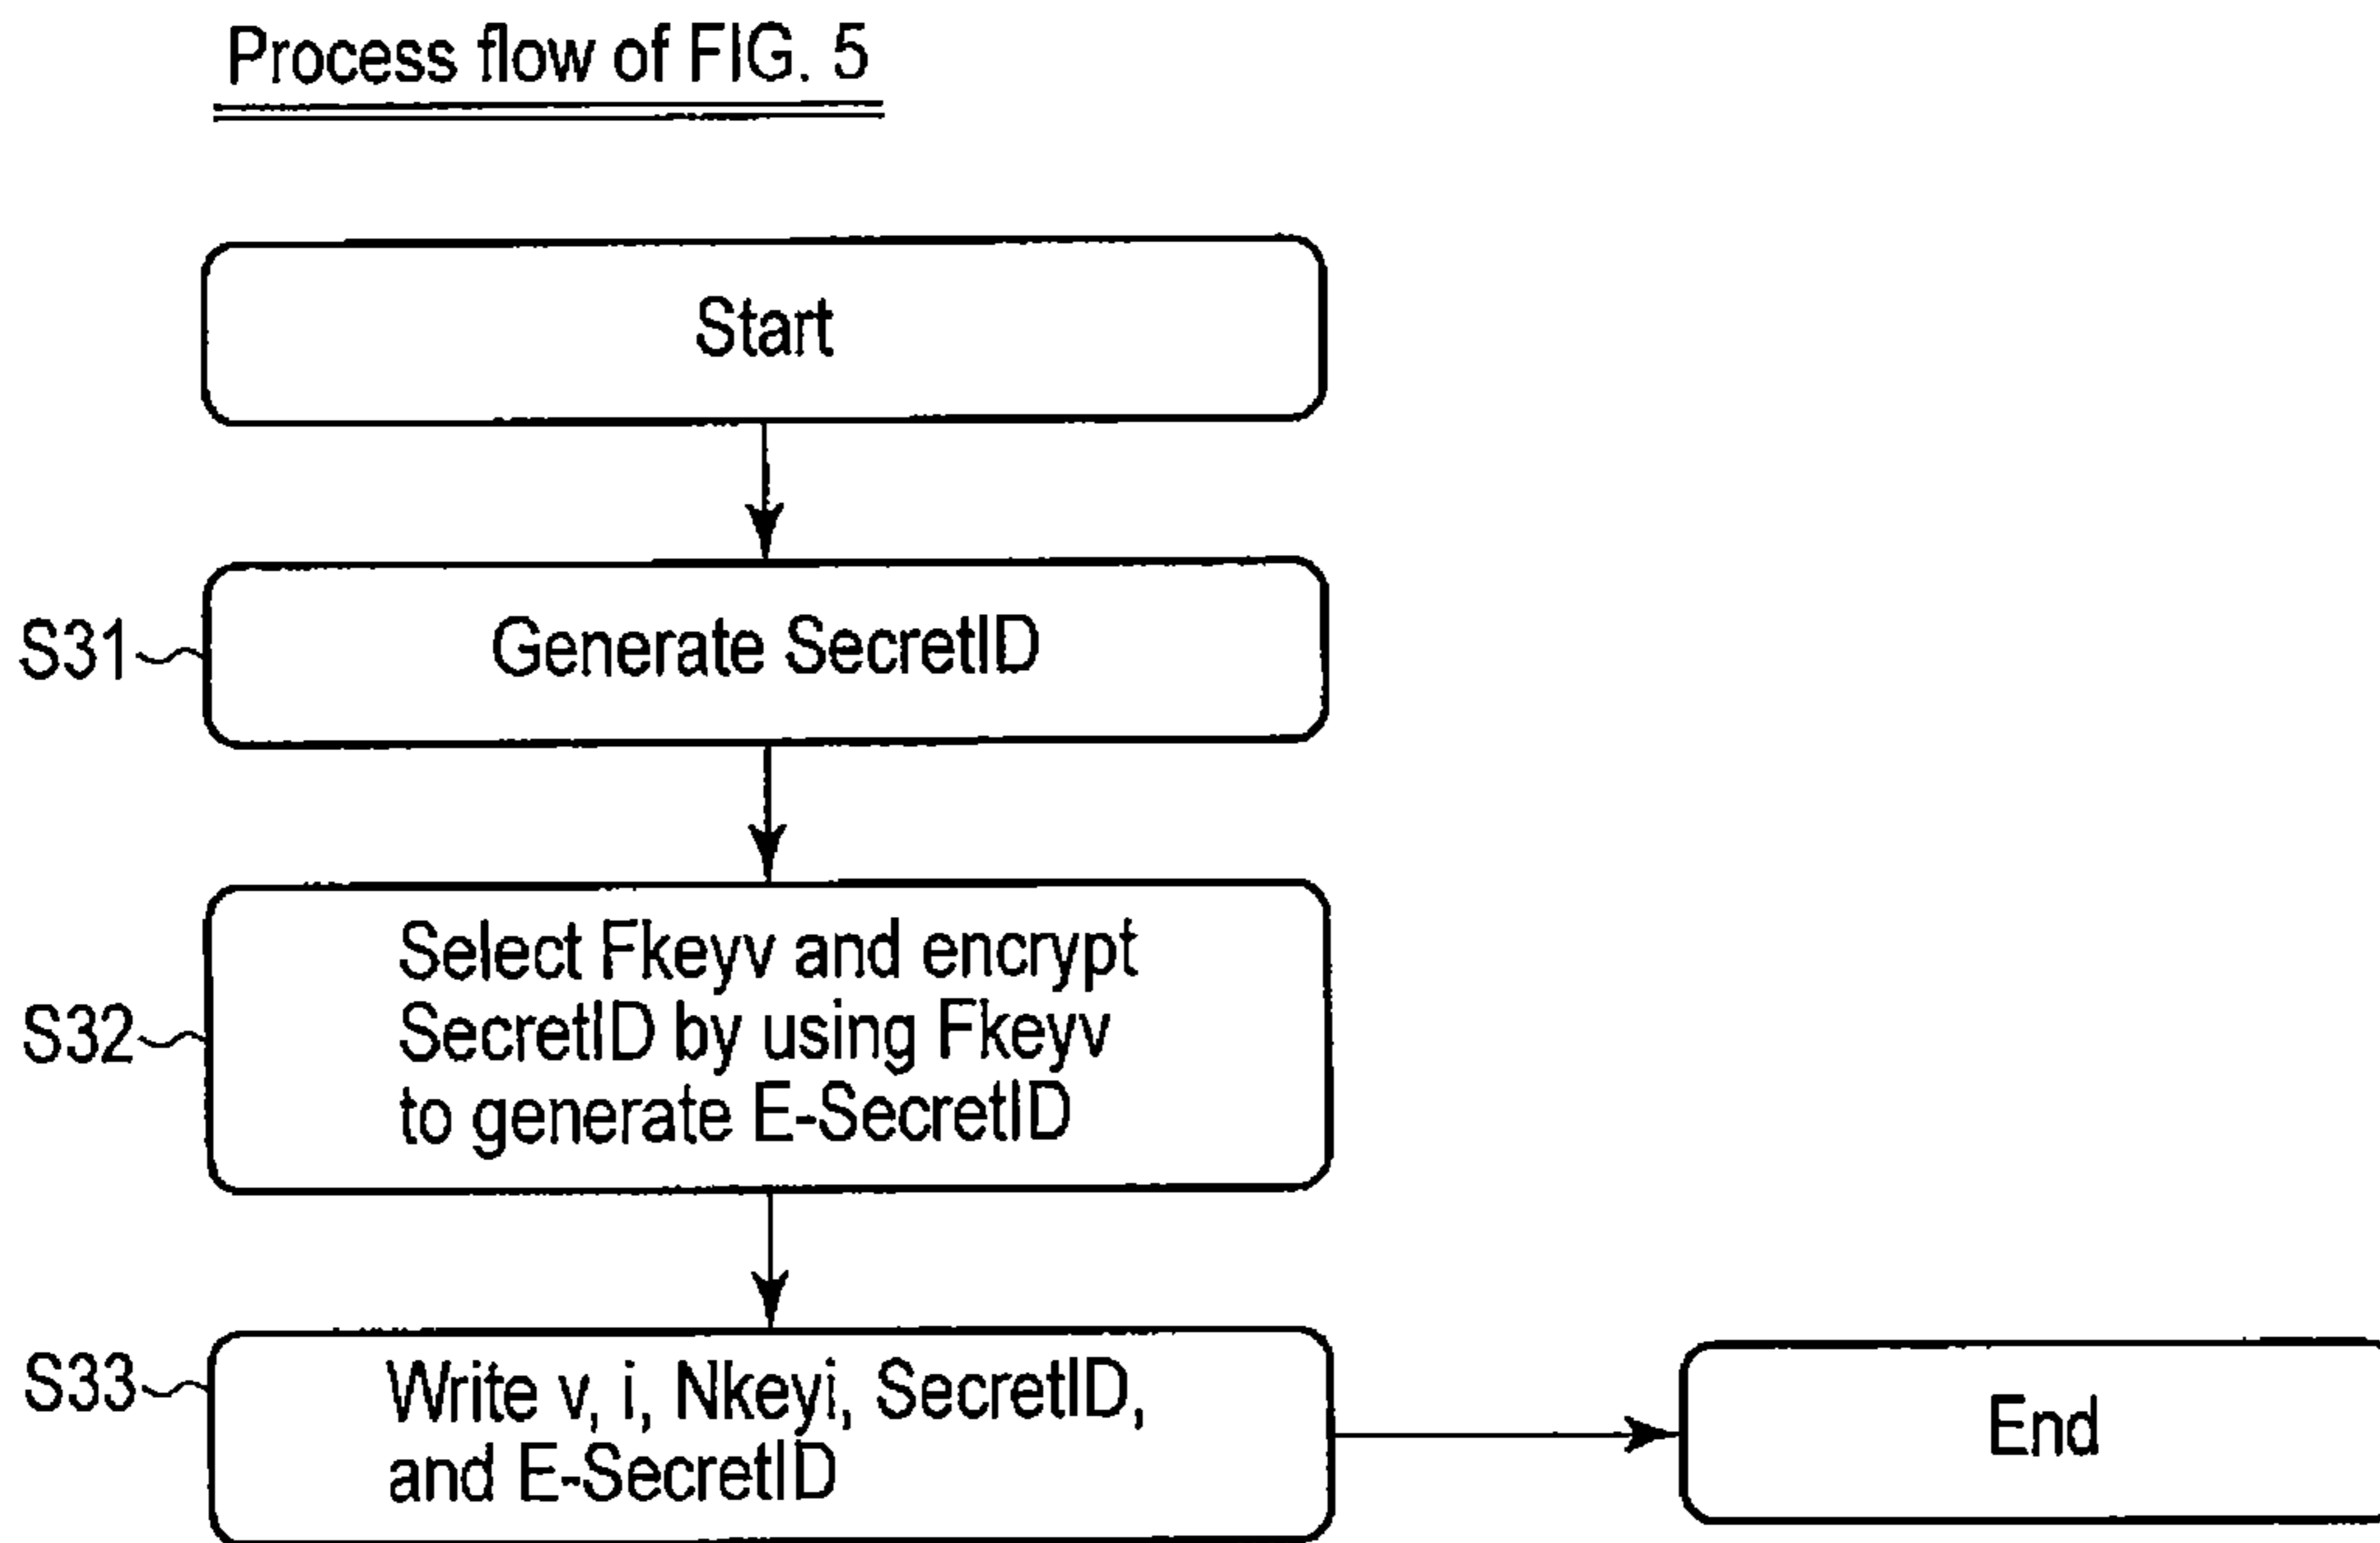 Process flow of FIG. 5
Start
S31
Generate SecretID
S32
Select Fkeyv and encrypt
SecretID by using Fkeyv
to generate E-SecretID
S33
Write v, i, Nkeyi, SecretID,
and E-SecretID
End